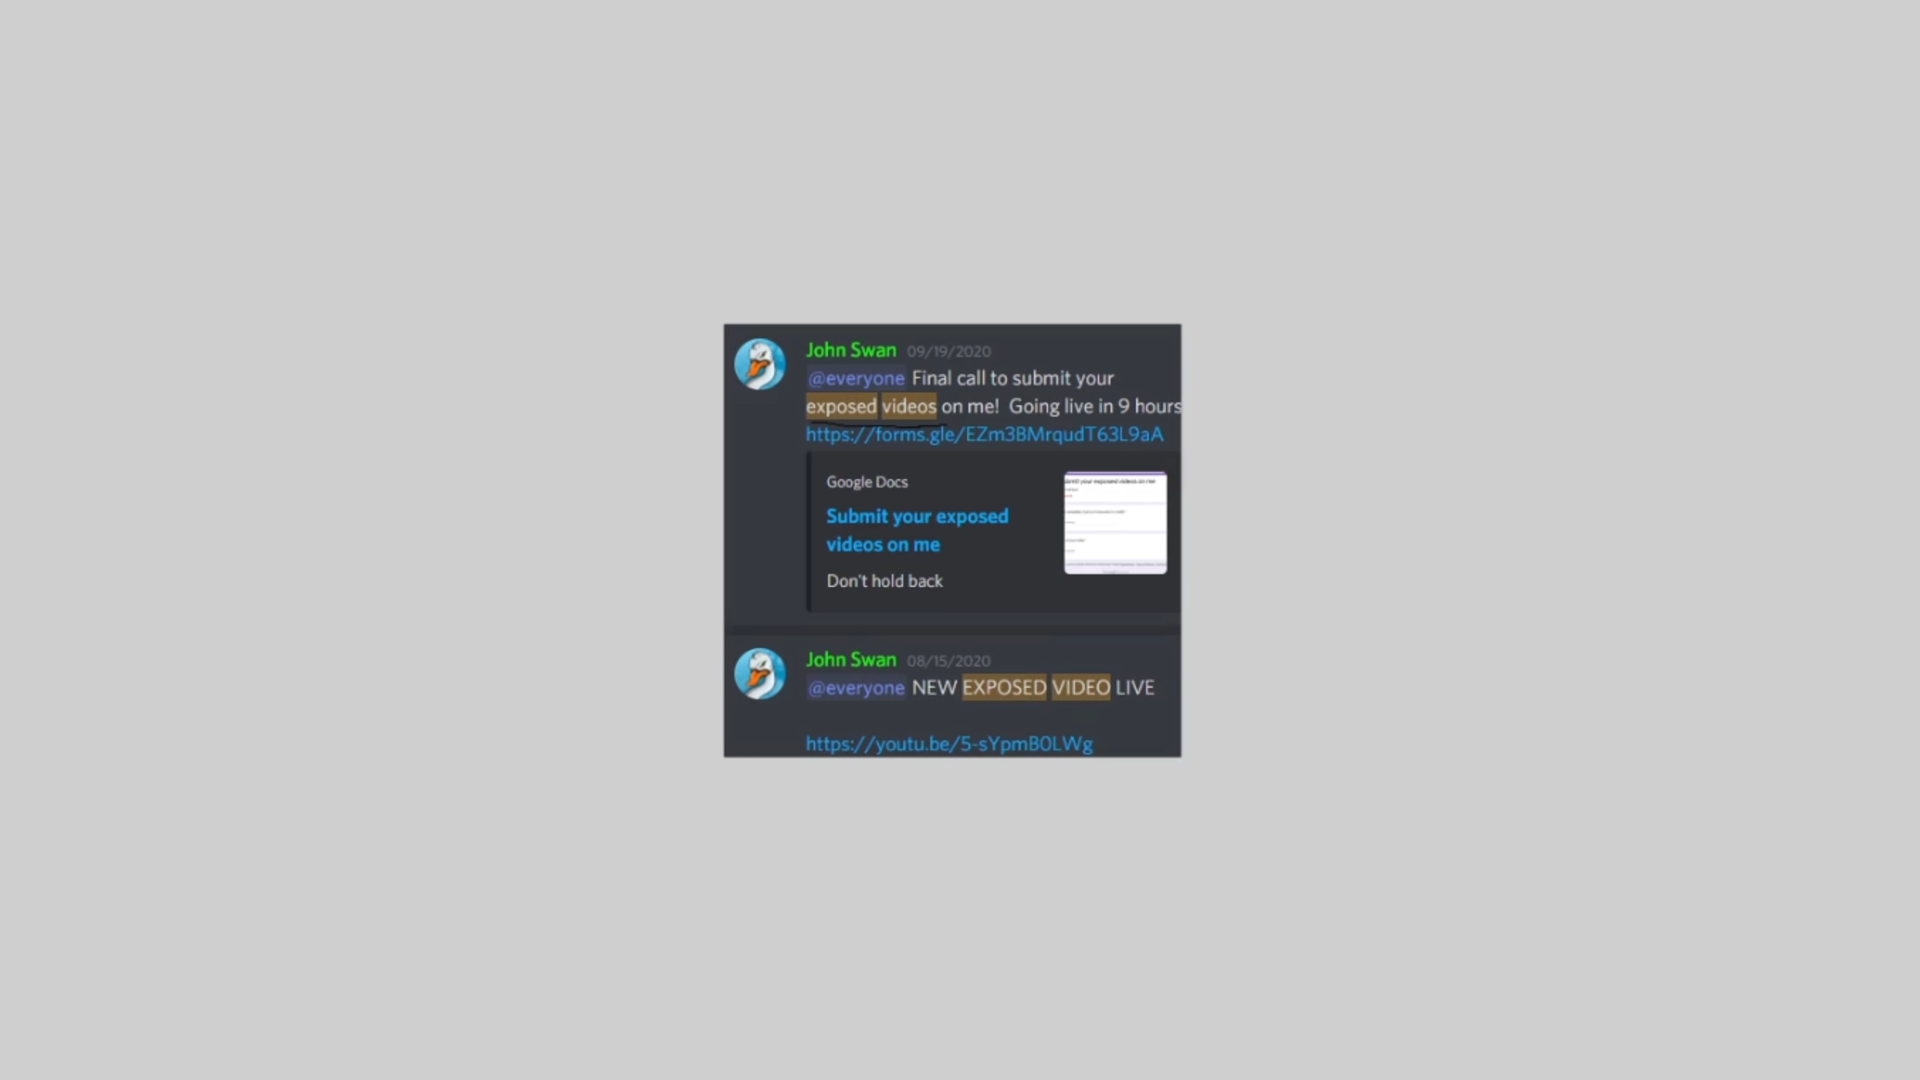 John Swan 09/19/2020
@everyone Final call to submit your
exposed videos on me! Going live in 9 hours
https://forms.gle/EZm3BMrqudT63L9aA
Google Docs
Submit your exposed
videos on me
Don't hold back
John Swan 08/15/2020
@everyone NEW EXPOSED VIDEO LIVE
https://youtu.be/5-sYpmB0LWg